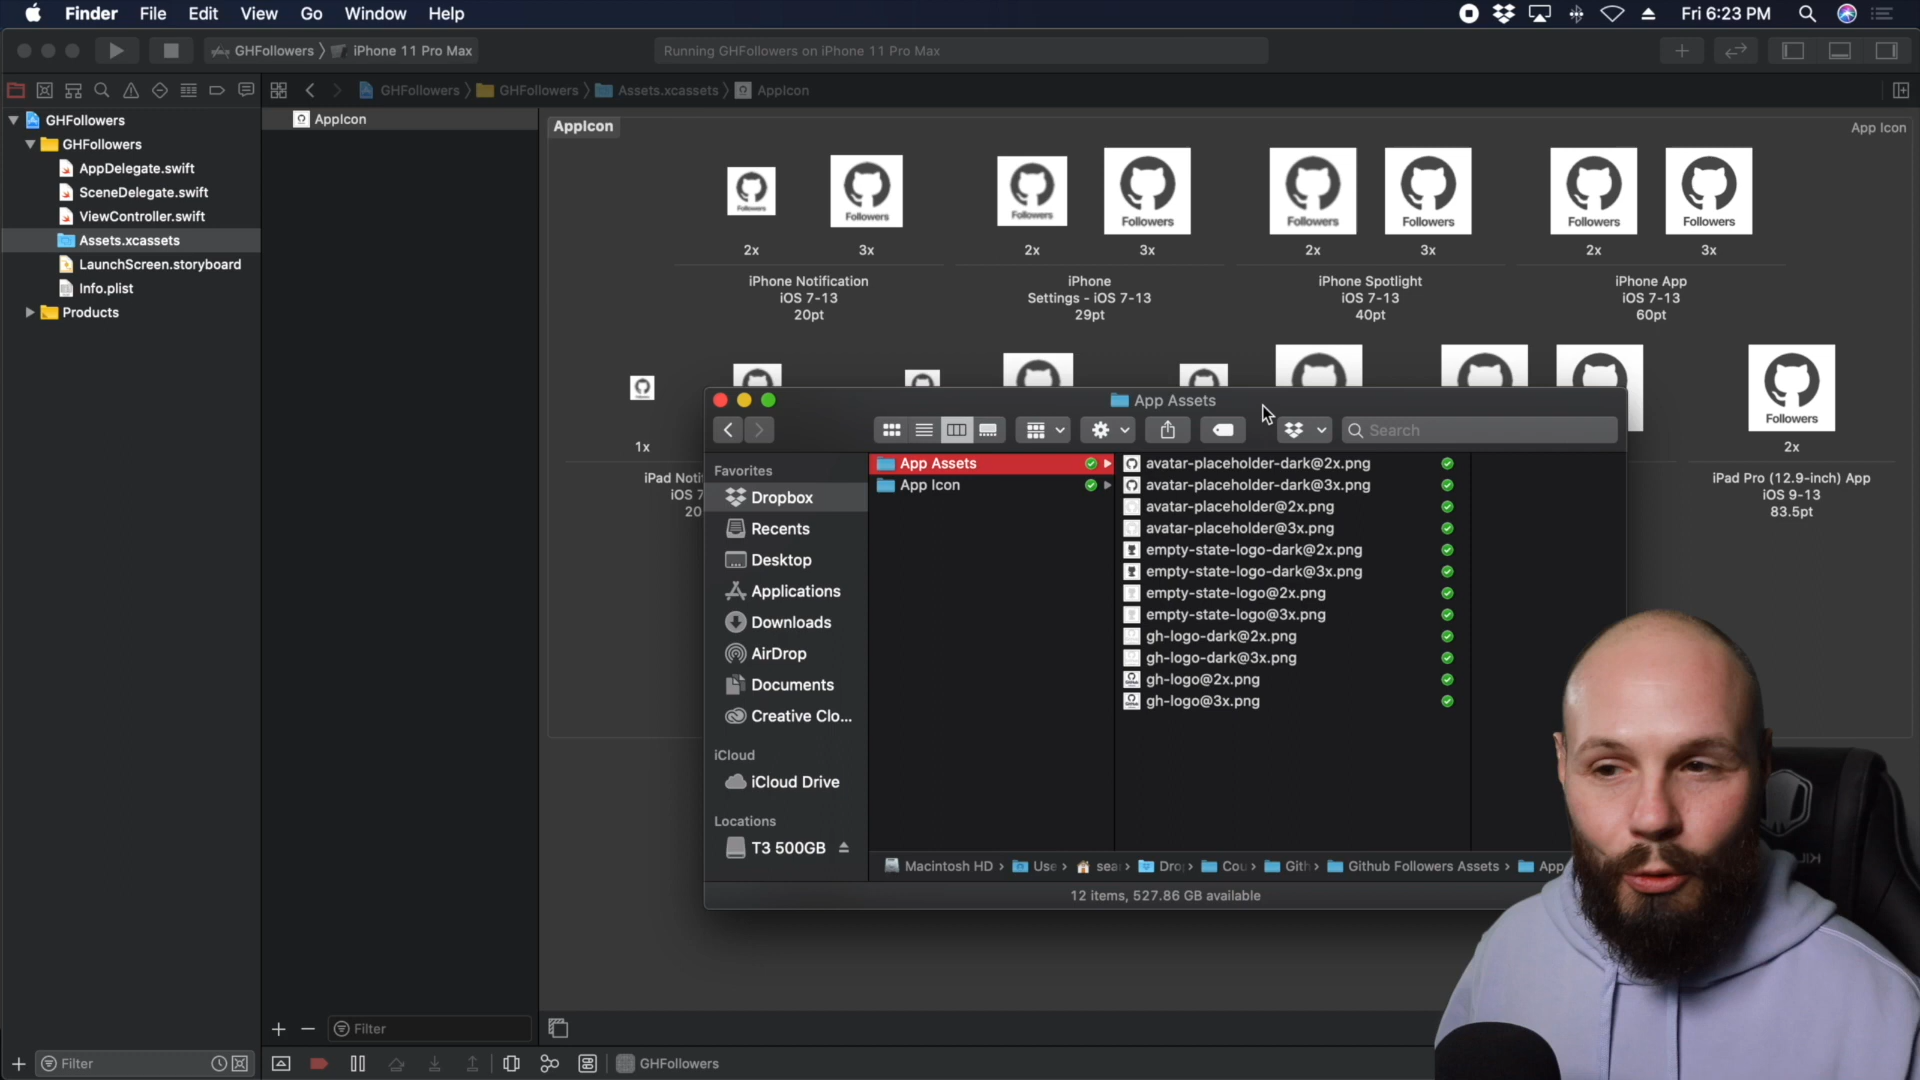 Finder File Edit View Go Window Help
Fri 6:23 PM
GHFollowers iPhone 11 Pro Max
Running GHFollowers on iPhone 11 Pro Max
GHFollowers GHFollowers Assets.xcassets AppIcon
GHFollowers
GHFollowers
AppDelegate.swift
SceneDelegate.swift
ViewController.swift
Assets.xcassets
LaunchScreen.storyboard
Info.plist
Products
AppIcon
AppIcon
App Icon
Followers Followers Followers Followers Followers Followers Followers Followers
2x 3x 2x 3x 2x 3x 2x 3x
iPhone Notification
iOS 7-13
20pt
iPhone
Settings - iOS 7-13
29pt
iPhone Spotlight
iOS 7-13
40pt
iPhone App
iOS 7-13
60pt
1x
iPad Noti
iOS 7
20
Followers
2x
iPad Pro (12.9-inch) App
iOS 9-13
83.5pt
App Assets
Search
Favorites
Dropbox
Recents
Desktop
Applications
Downloads
AirDrop
Documents
Creative Clo...
iCloud
iCloud Drive
Locations
T3 500GB
App Assets
App Icon
avatar-placeholder-dark@2x.png
avatar-placeholder-dark@3x.png
avatar-placeholder@2x.png
avatar-placeholder@3x.png
empty-state-logo-dark@2x.png
empty-state-logo-dark@3x.png
empty-state-logo@2x.png
empty-state-logo@3x.png
gh-logo-dark@2x.png
gh-logo-dark@3x.png
gh-logo@2x.png
gh-logo@3x.png
Macintosh HD Use sea Dro Cou Gith Github Followers Assets App
12 items, 527.86 GB available
Filter
Filter
GHFollowers